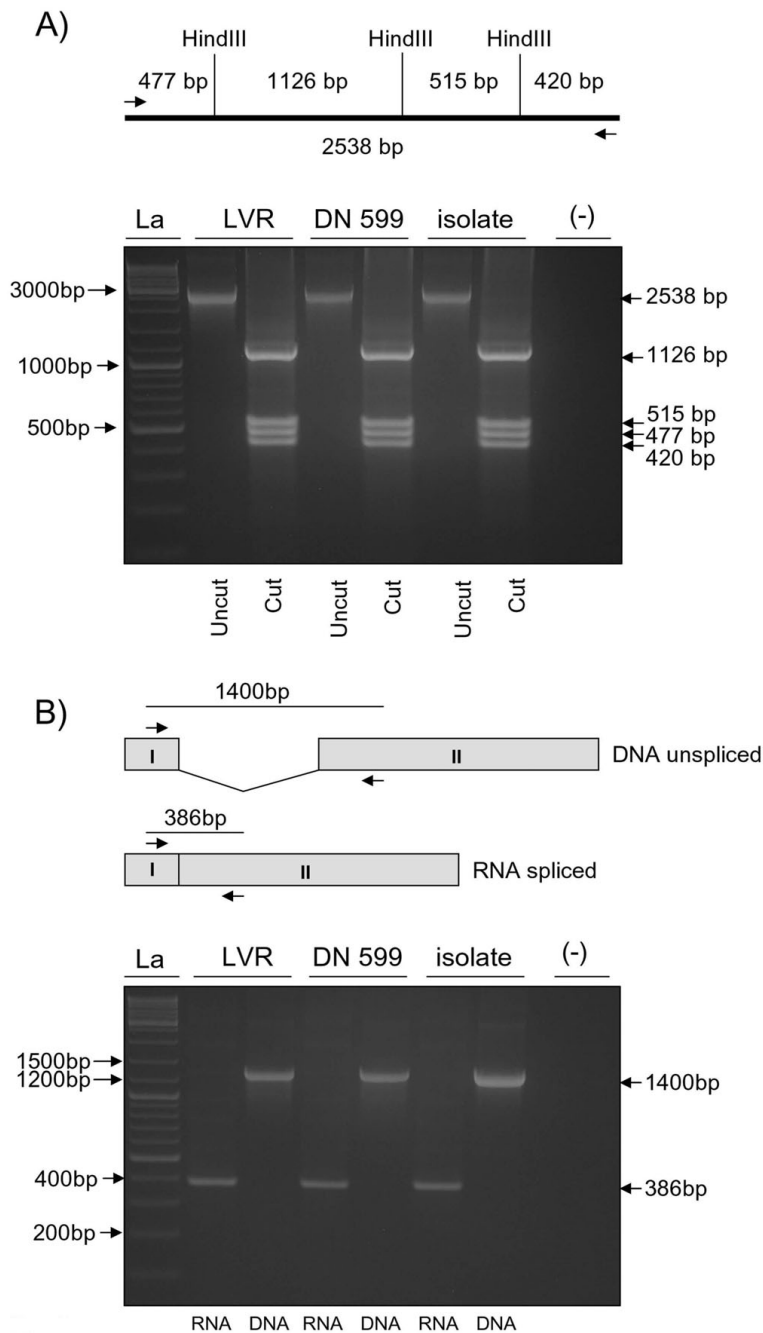 A)
HindIII HindIII HindIII
477 bp 1126 bp 515 bp 420 bp
2538 bp
La LVR DN 599 isolate (-)
3000bp
1000bp
500bp
2538 bp
1126 bp
515 bp
477 bp
420 bp
Uncut Cut Uncut Cut Uncut Cut
B)
1400bp
I II DNA unspliced
386bp
I II RNA spliced
La LVR DN 599 isolate (-)
1500bp
1200bp
400bp
200bp
1400bp
386bp
RNA DNA RNA DNA RNA DNA